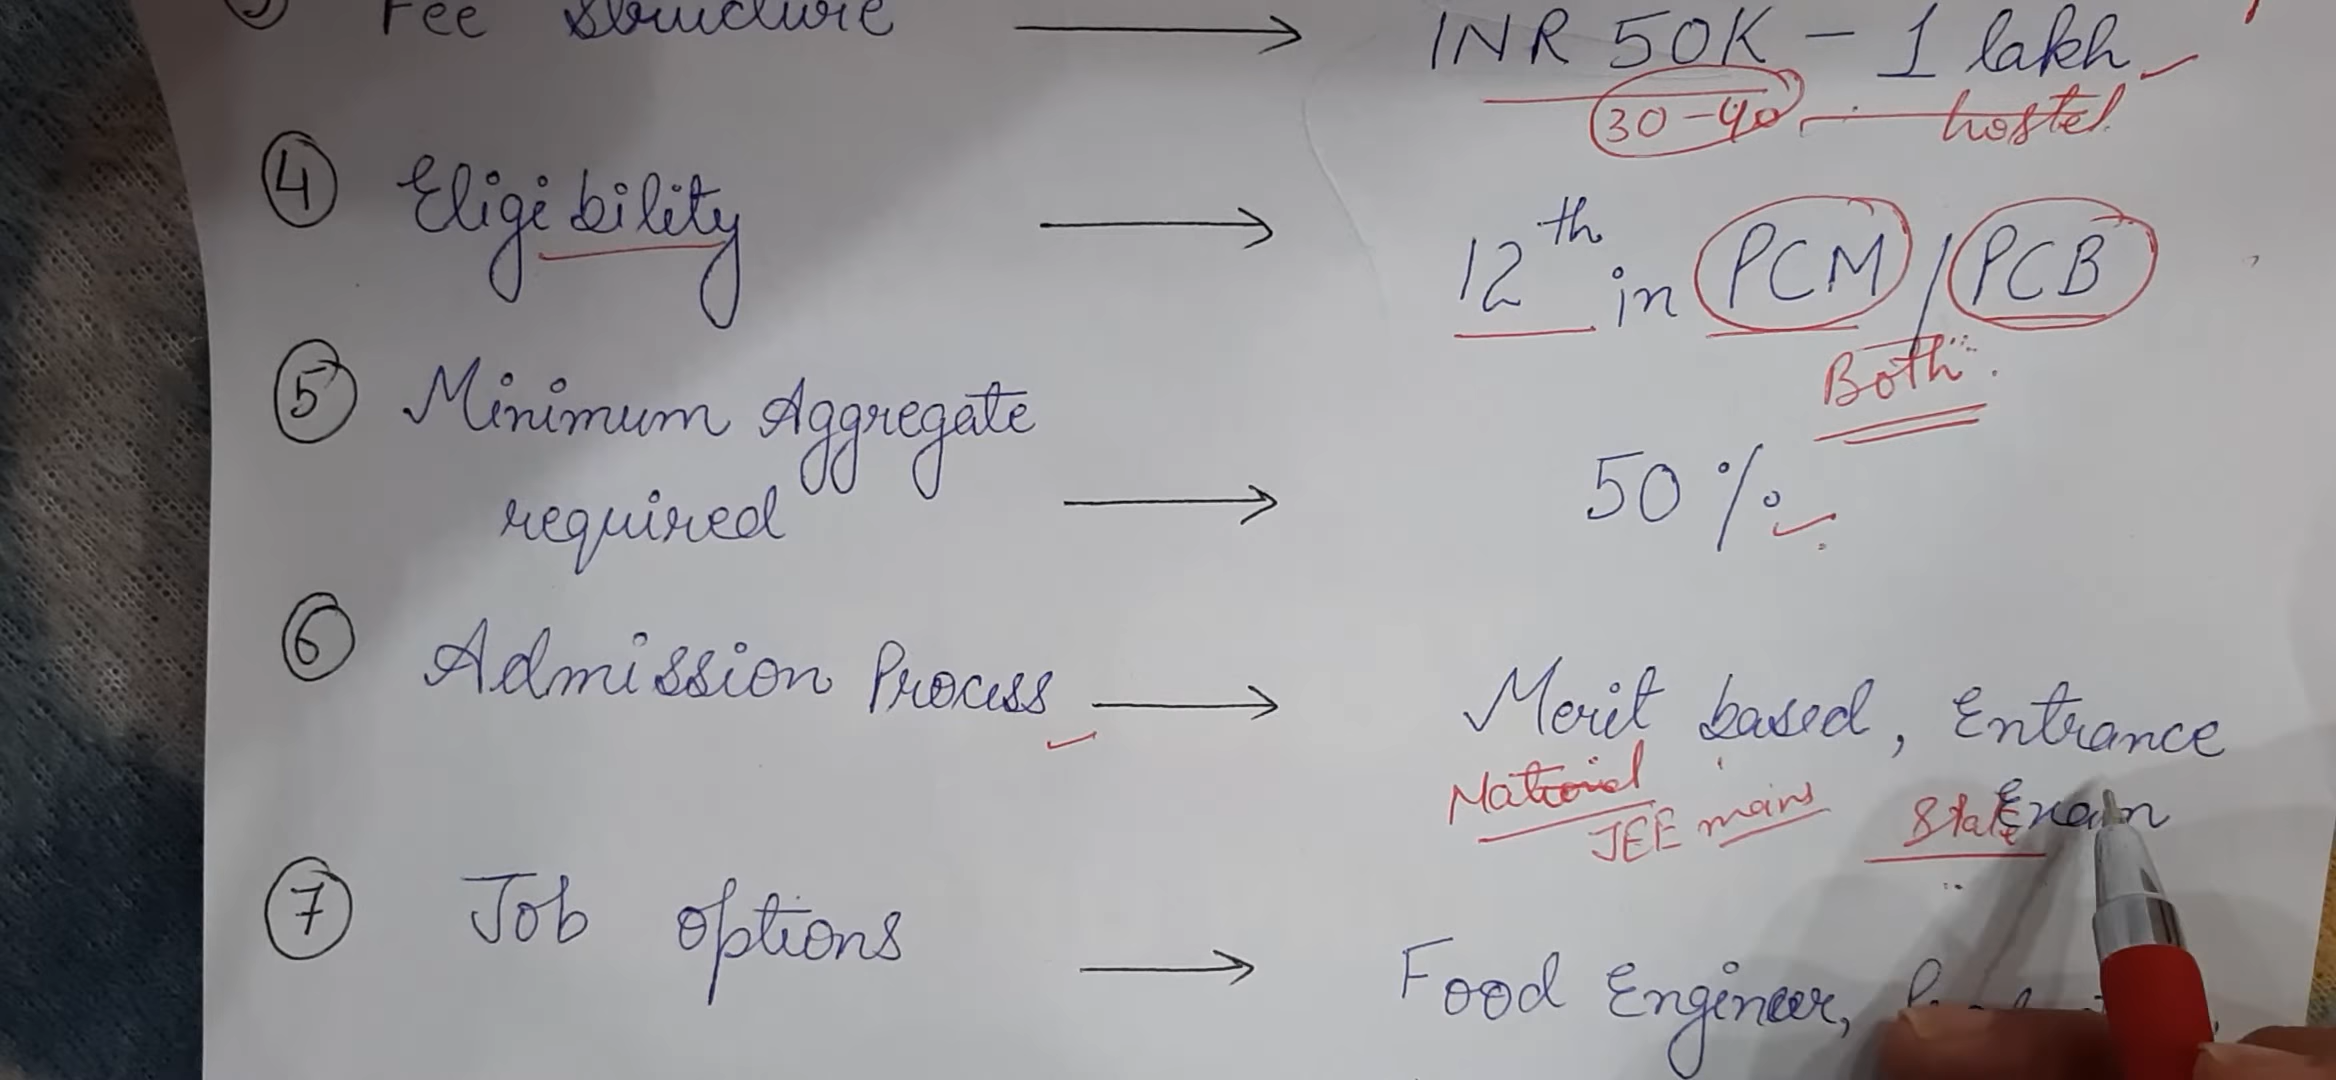 Fee Structure → INR 50K - 1 lakh
30-40 - hostel
④ Eligibility → 12th in PCM / PCB
Both
⑤ Minimum Aggregate
required → 50%
⑥ Admission Process → Merit based, Entrance
Exam
National
JEE mains
State
⑦ Job options → Food Engineer,